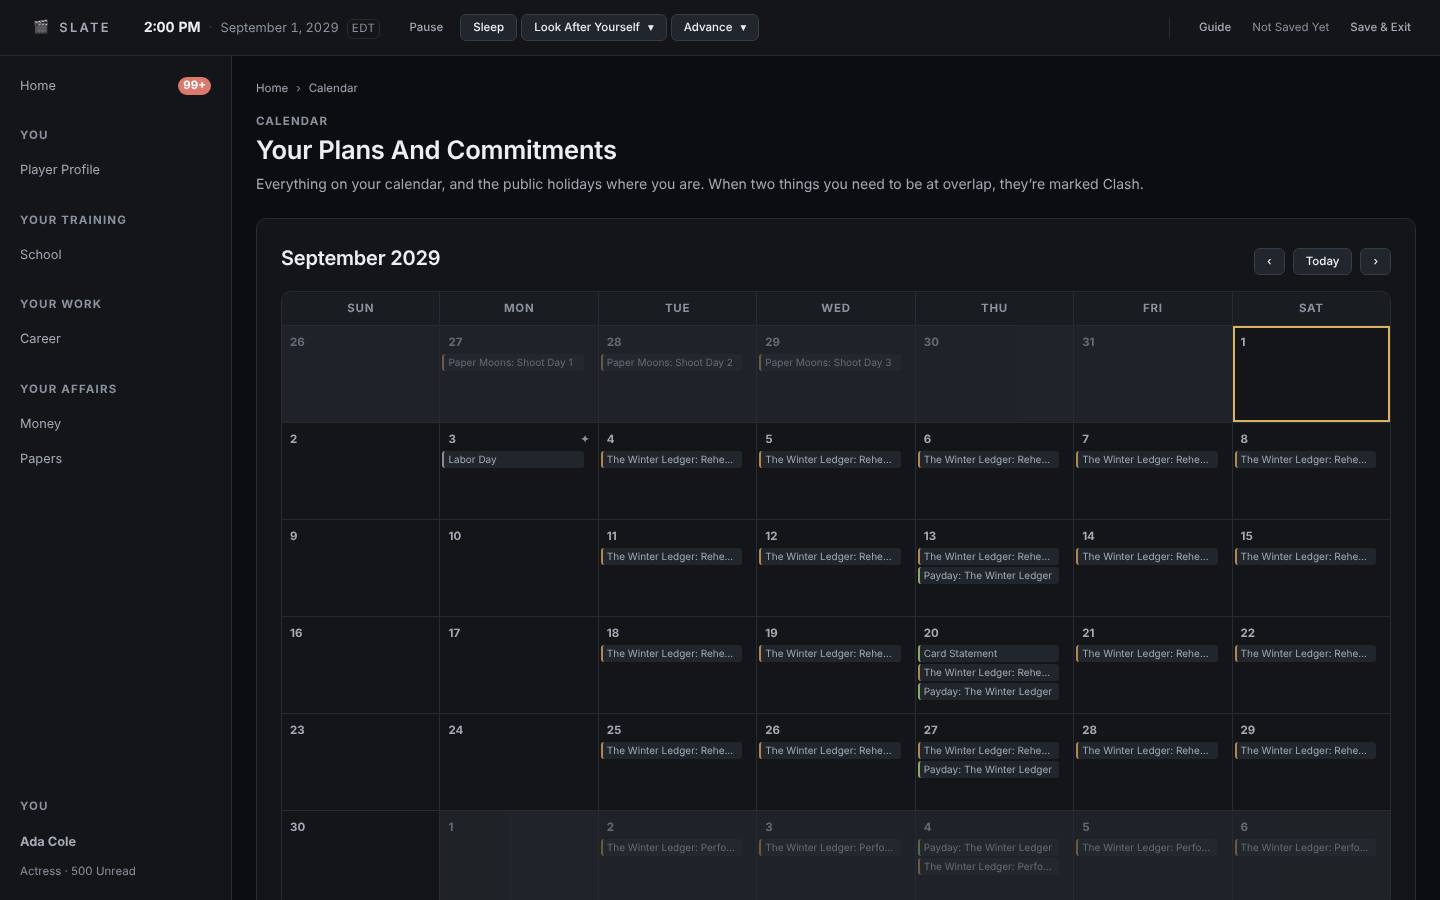 SLATE
2:00 PM · September 1, 2029 EDT
Pause
Sleep
Look After Yourself ▾
Advance ▾
Guide
Not Saved Yet
Save & Exit
Home
99+
YOU
Player Profile
YOUR TRAINING
School
YOUR WORK
Career
YOUR AFFAIRS
Money
Papers
YOU
Ada Cole
Actress · 500 Unread
Home › Calendar
CALENDAR
Your Plans And Commitments
Everything on your calendar, and the public holidays where you are. When two things you need to be at overlap, they're marked Clash.
September 2029
‹ Today ›
SUN MON TUE WED THU FRI SAT
26 27 28 29 30 31 1
Paper Moons: Shoot Day 1 Paper Moons: Shoot Day 2 Paper Moons: Shoot Day 3
2 3 4 5 6 7 8
Labor Day The Winter Ledger: Rehe... The Winter Ledger: Rehe... The Winter Ledger: Rehe... The Winter Ledger: Rehe... The Winter Ledger: Rehe...
9 10 11 12 13 14 15
The Winter Ledger: Rehe... The Winter Ledger: Rehe... The Winter Ledger: Rehe... The Winter Ledger: Rehe... The Winter Ledger: Rehe...
Payday: The Winter Ledger
16 17 18 19 20 21 22
The Winter Ledger: Rehe... The Winter Ledger: Rehe... Card Statement The Winter Ledger: Rehe... The Winter Ledger: Rehe...
The Winter Ledger: Rehe...
Payday: The Winter Ledger
23 24 25 26 27 28 29
The Winter Ledger: Rehe... The Winter Ledger: Rehe... The Winter Ledger: Rehe... The Winter Ledger: Rehe... The Winter Ledger: Rehe...
Payday: The Winter Ledger
30 1 2 3 4 5 6
The Winter Ledger: Perfo... The Winter Ledger: Perfo... Payday: The Winter Ledger The Winter Ledger: Perfo... The Winter Ledger: Perfo...
The Winter Ledger: Perfo...